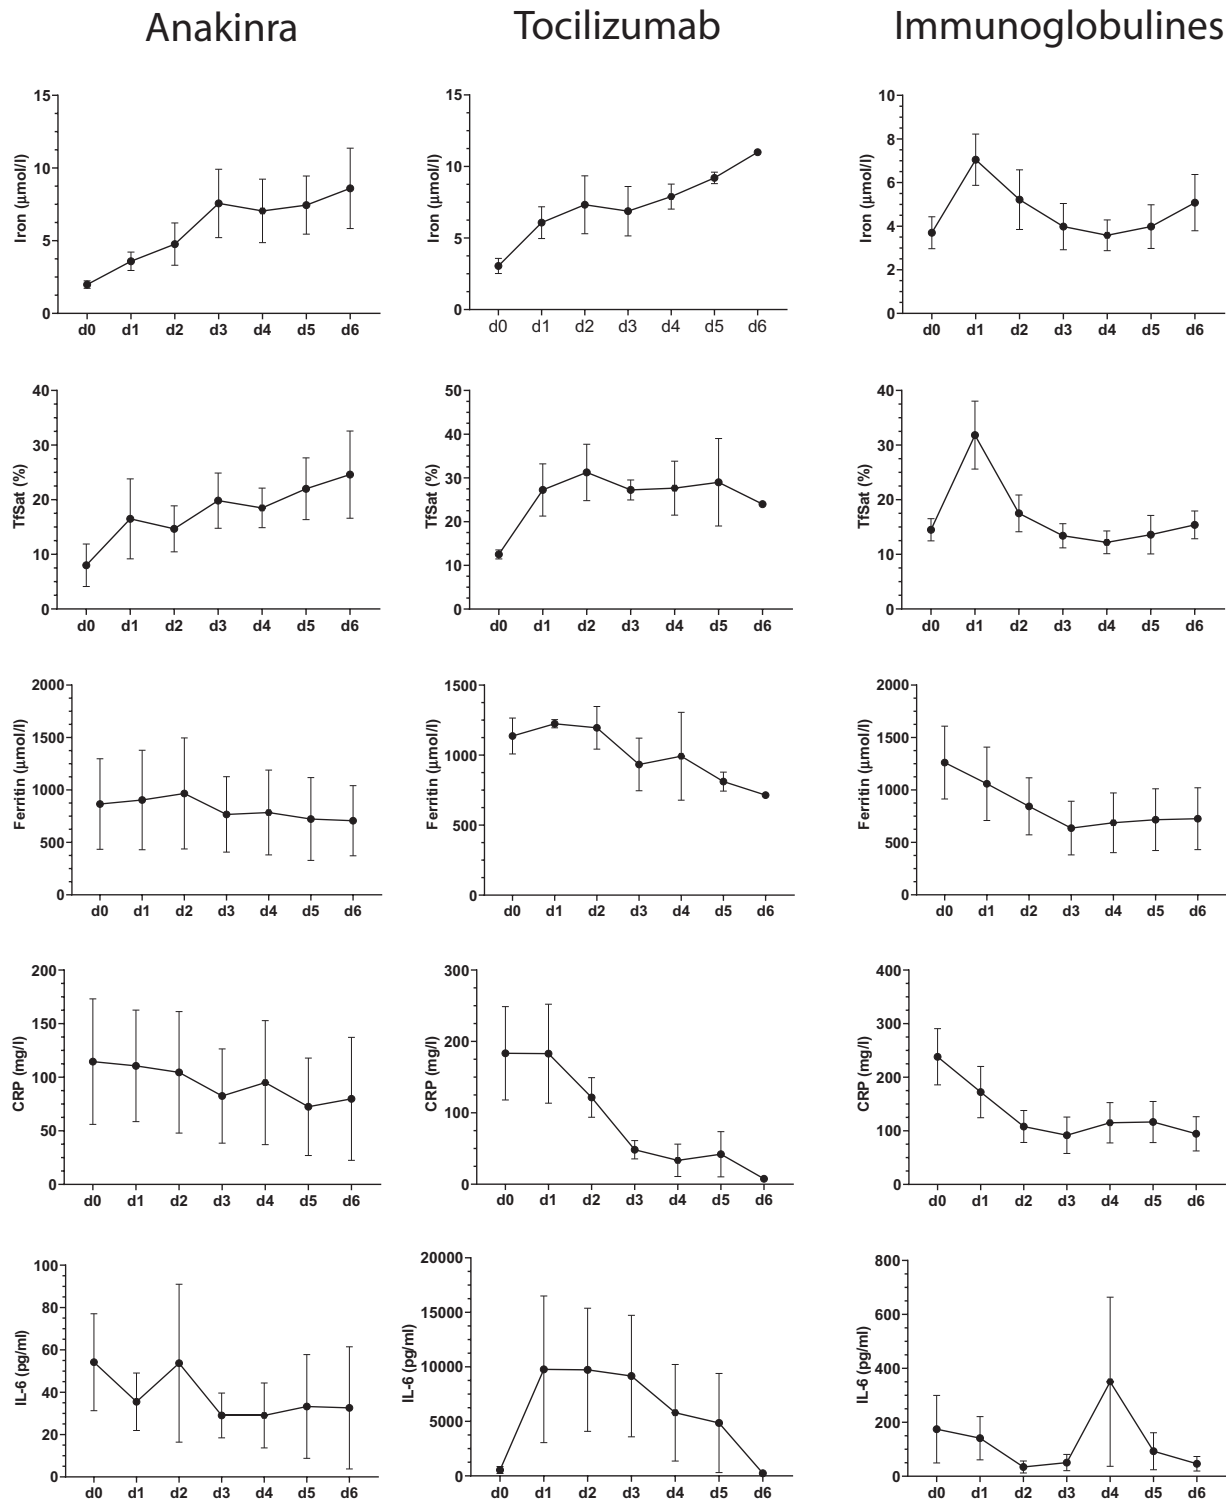 Anakinra Tocilizumab Immunoglobulines
Iron (µmol/l)
15
10
5
0
d0 d1 d2 d3 d4 d5 d6
Iron (µmol/l)
15
10
5
0
d0 d1 d2 d3 d4 d5 d6
Iron (µmol/l)
10
8
6
4
2
0
d0 d1 d2 d3 d4 d5 d6
TfSat (%)
40
30
20
10
0
d0 d1 d2 d3 d4 d5 d6
TfSat (%)
50
40
30
20
10
0
d0 d1 d2 d3 d4 d5 d6
TfSat (%)
40
30
20
10
0
d0 d1 d2 d3 d4 d5 d6
Ferritin (µmol/l)
2000
1500
1000
500
0
d0 d1 d2 d3 d4 d5 d6
Ferritin (µmol/l)
1500
1000
500
0
d0 d1 d2 d3 d4 d5 d6
Ferritin (µmol/l)
2000
1500
1000
500
0
d0 d1 d2 d3 d4 d5 d6
CRP (mg/l)
200
150
100
50
0
d0 d1 d2 d3 d4 d5 d6
CRP (mg/l)
300
200
100
0
d0 d1 d2 d3 d4 d5 d6
CRP (mg/l)
400
300
200
100
0
d0 d1 d2 d3 d4 d5 d6
IL-6 (pg/ml)
100
80
60
40
20
0
d0 d1 d2 d3 d4 d5 d6
IL-6 (pg/ml)
20000
15000
10000
5000
0
d0 d1 d2 d3 d4 d5 d6
IL-6 (pg/ml)
800
600
400
200
0
d0 d1 d2 d3 d4 d5 d6